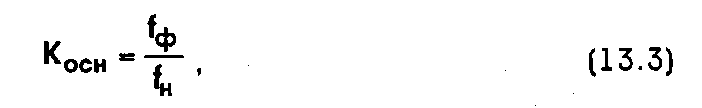 Kосн = fф / fн , (13.3)